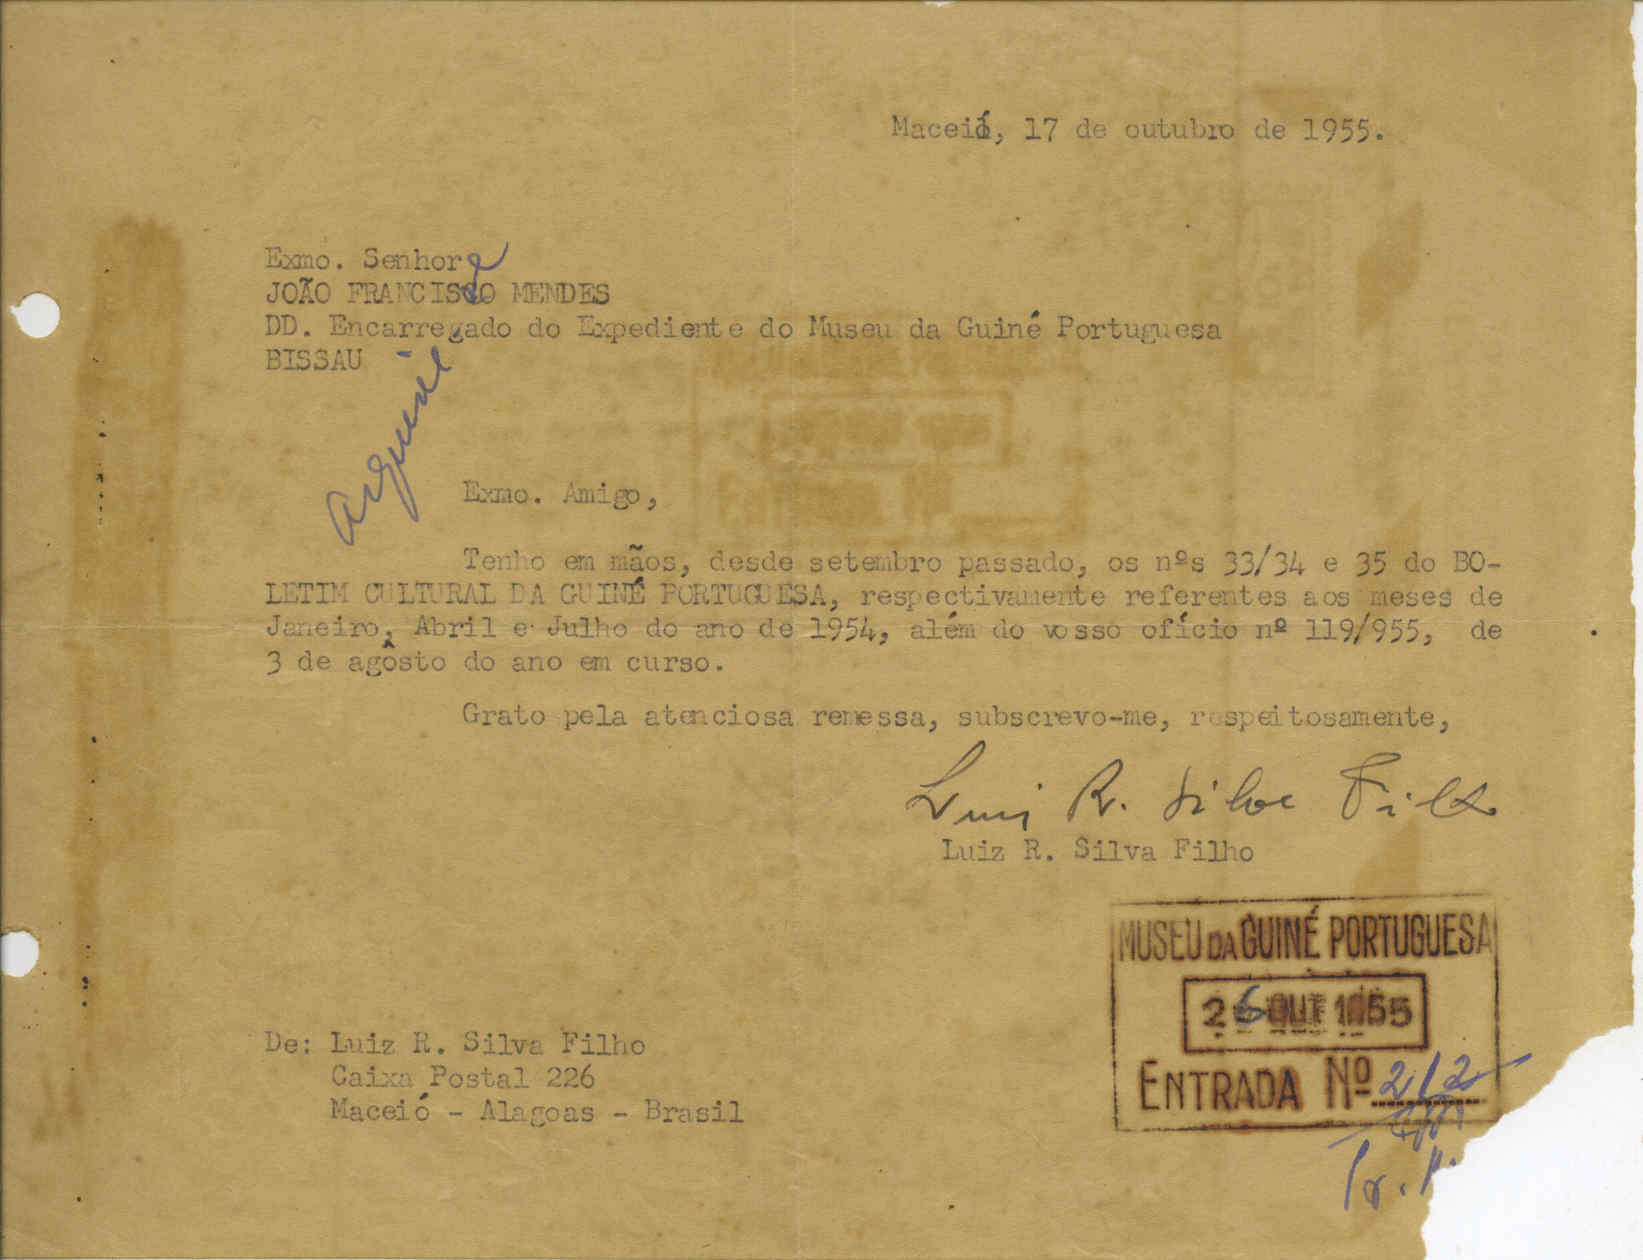 Maceió, 17 de outubro de 1955.
Exmo. Senhor
JOÃO FRANCISCO MENDES
DD. Encarregado do Expediente do Museu da Guiné Portuguesa
BISSAU
Arquive
Exmo. Amigo,
Tenho em mãos, desde setembro passado, os nºs 33/34 e 35 do BO-
LETIM CULTURAL DA GUINÉ PORTUGUESA, respectivamente referentes aos meses de
Janeiro, Abril e Julho do ano de 1954, além do vosso ofício nº 119/955, de
3 de agôsto do ano em curso.
Grato pela atenciosa remessa, subscrevo-me, respeitosamente,
Luiz R. Silva Filho
Luiz R. Silva Filho
MUSEU DA GUINÉ PORTUGUESA
26 OUT 1955
ENTRADA Nº 212
De: Luiz R. Silva Filho
Caixa Postal 226
Maceió - Alagoas - Brasil